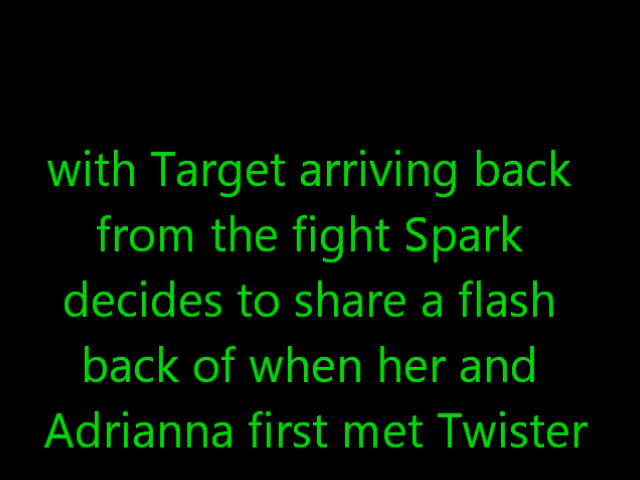 with Target arriving back
from the fight Spark
decides to share a flash
back of when her and
Adrianna first met Twister